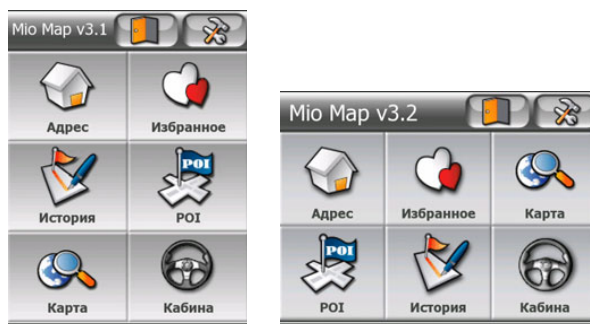 Mio Map v3.1
Адрес Избранное
POI
История POI
Карта Кабина
Mio Map v3.2
Адрес Избранное Карта
POI
POI История Кабина